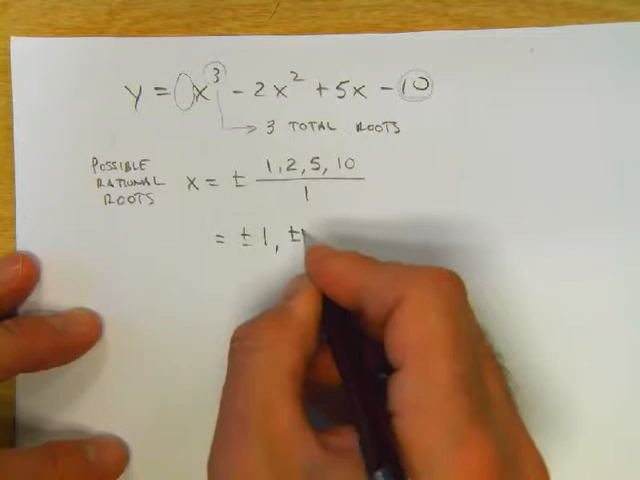 y = x³ - 2x² + 5x - 10
3 TOTAL ROOTS
POSSIBLE RATIONAL ROOTS x = ± 1, 2, 5, 10 / 1
= ± 1, ±